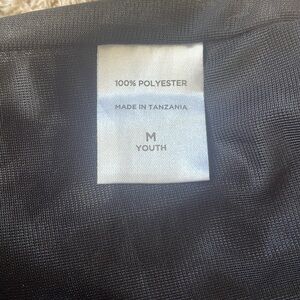 100% POLYESTER
MADE IN TANZANIA
M
YOUTH